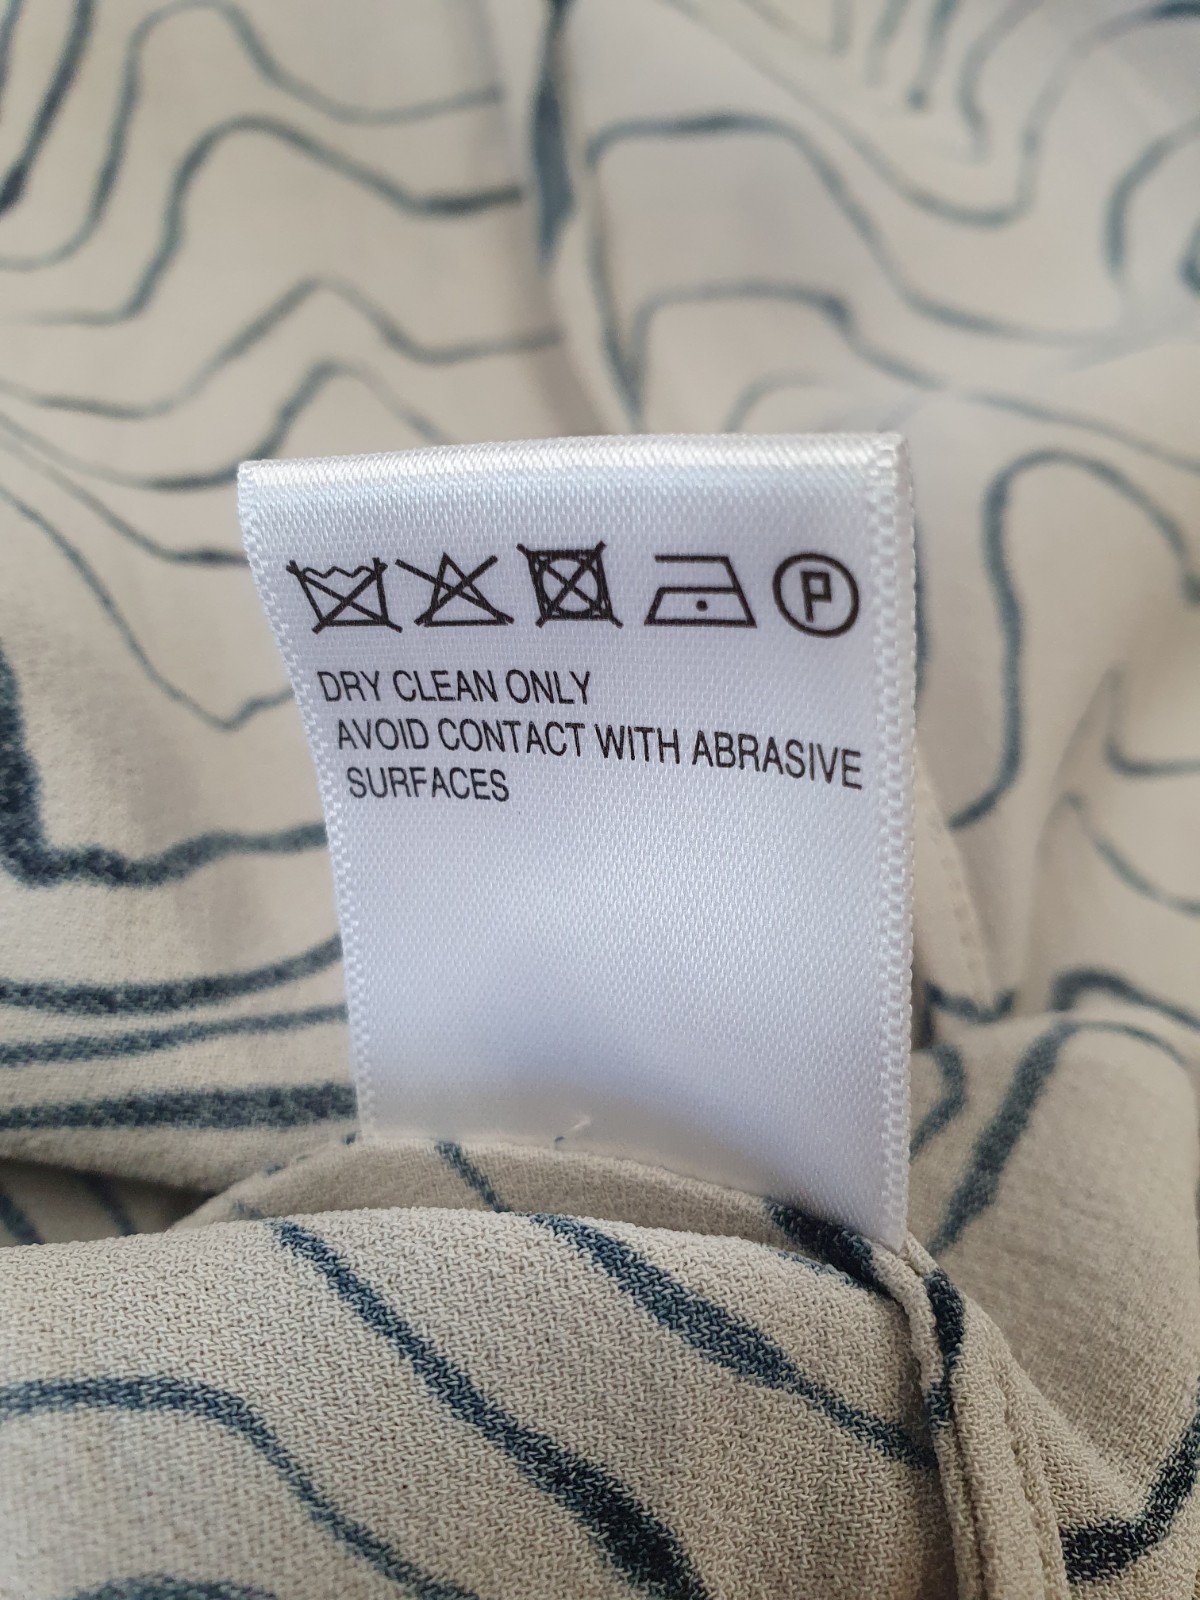 P
DRY CLEAN ONLY
AVOID CONTACT WITH ABRASIVE
SURFACES